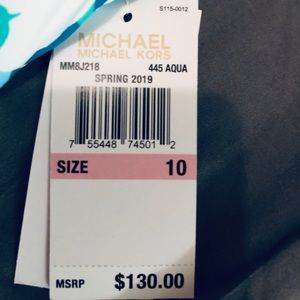 S115-0012
MICHAEL
MICHAEL KORS
MM8J218 445 AQUA
SPRING 2019
7 55448 74501 2
SIZE 10
MSRP $130.00